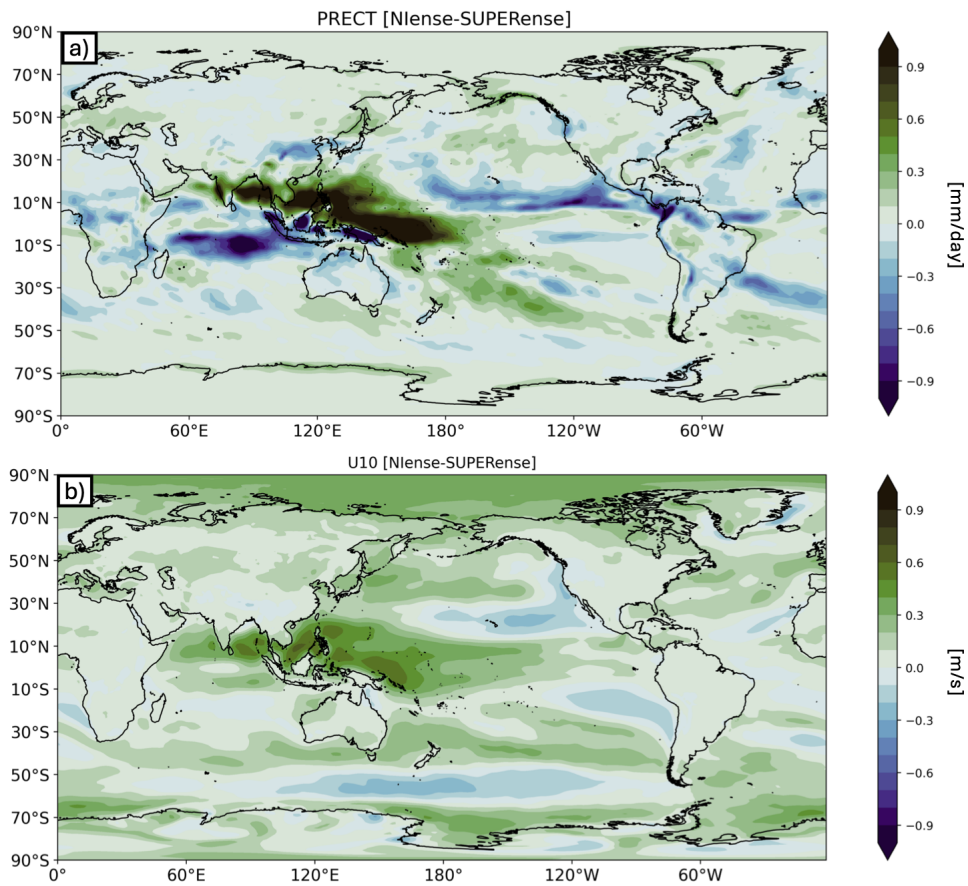 PRECT [NIense-SUPERense]
a)
90°N
70°N
50°N
30°N
10°N
10°S
30°S
50°S
70°S
90°S
0 60°E 120°E 180° 120°W 60°W
0.9
0.6
0.3
0.0
−0.3
−0.6
−0.9
[mm/day]
U10 [NIense-SUPERense]
b)
90°N
70°N
50°N
30°N
10°N
10°S
30°S
50°S
70°S
90°S
0° 60°E 120°E 180° 120°W 60°W
0.9
0.6
0.3
0.0
−0.3
−0.6
−0.9
[m/s]